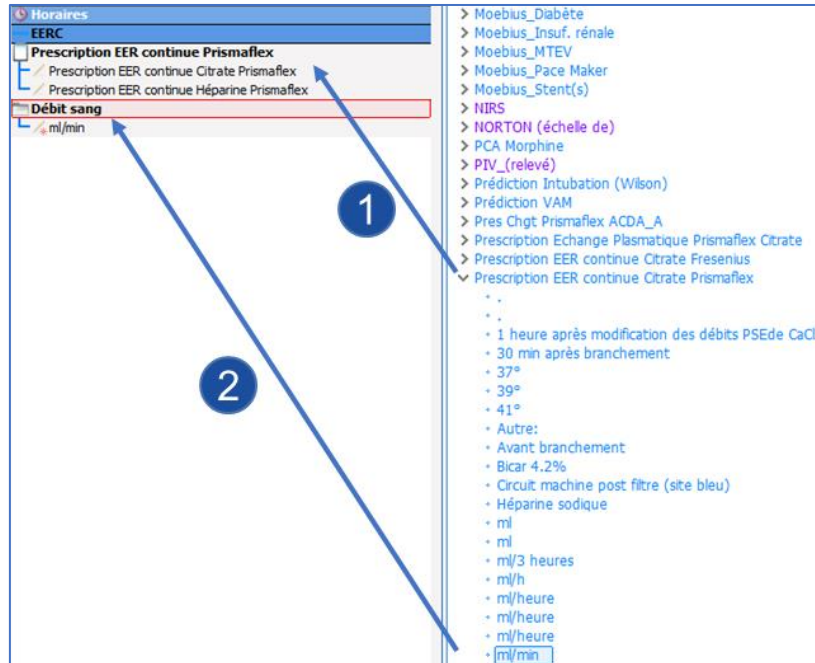 Horaires
EERC
Prescription EER continue Prismaflex
Prescription EER continue Citrate Prismaflex
Prescription EER continue Héparine Prismaflex
Débit sang
ml/min
1
2
Moebius_Diabète
Moebius_Insuf. rénale
Moebius_MTEV
Moebius_Pace Maker
Moebius_Stent(s)
NIRS
NORTON (échelle de)
PCA Morphine
PIV_(relevé)
Prédiction Intubation (Wilson)
Prédiction VAM
Pres Chgt Prismaflex ACDA_A
Prescription Echange Plasmatique Prismaflex Citrate
Prescription EER continue Citrate Fresenius
Prescription EER continue Citrate Prismaflex
.
.
1 heure après modification des débits PSEde CaCl
30 min après branchement
37°
39°
41°
Autre:
Avant branchement
Bicar 4.2%
Circuit machine post filtre (site bleu)
Héparine sodique
ml
ml
ml/3 heures
ml/h
ml/heure
ml/heure
ml/heure
ml/min